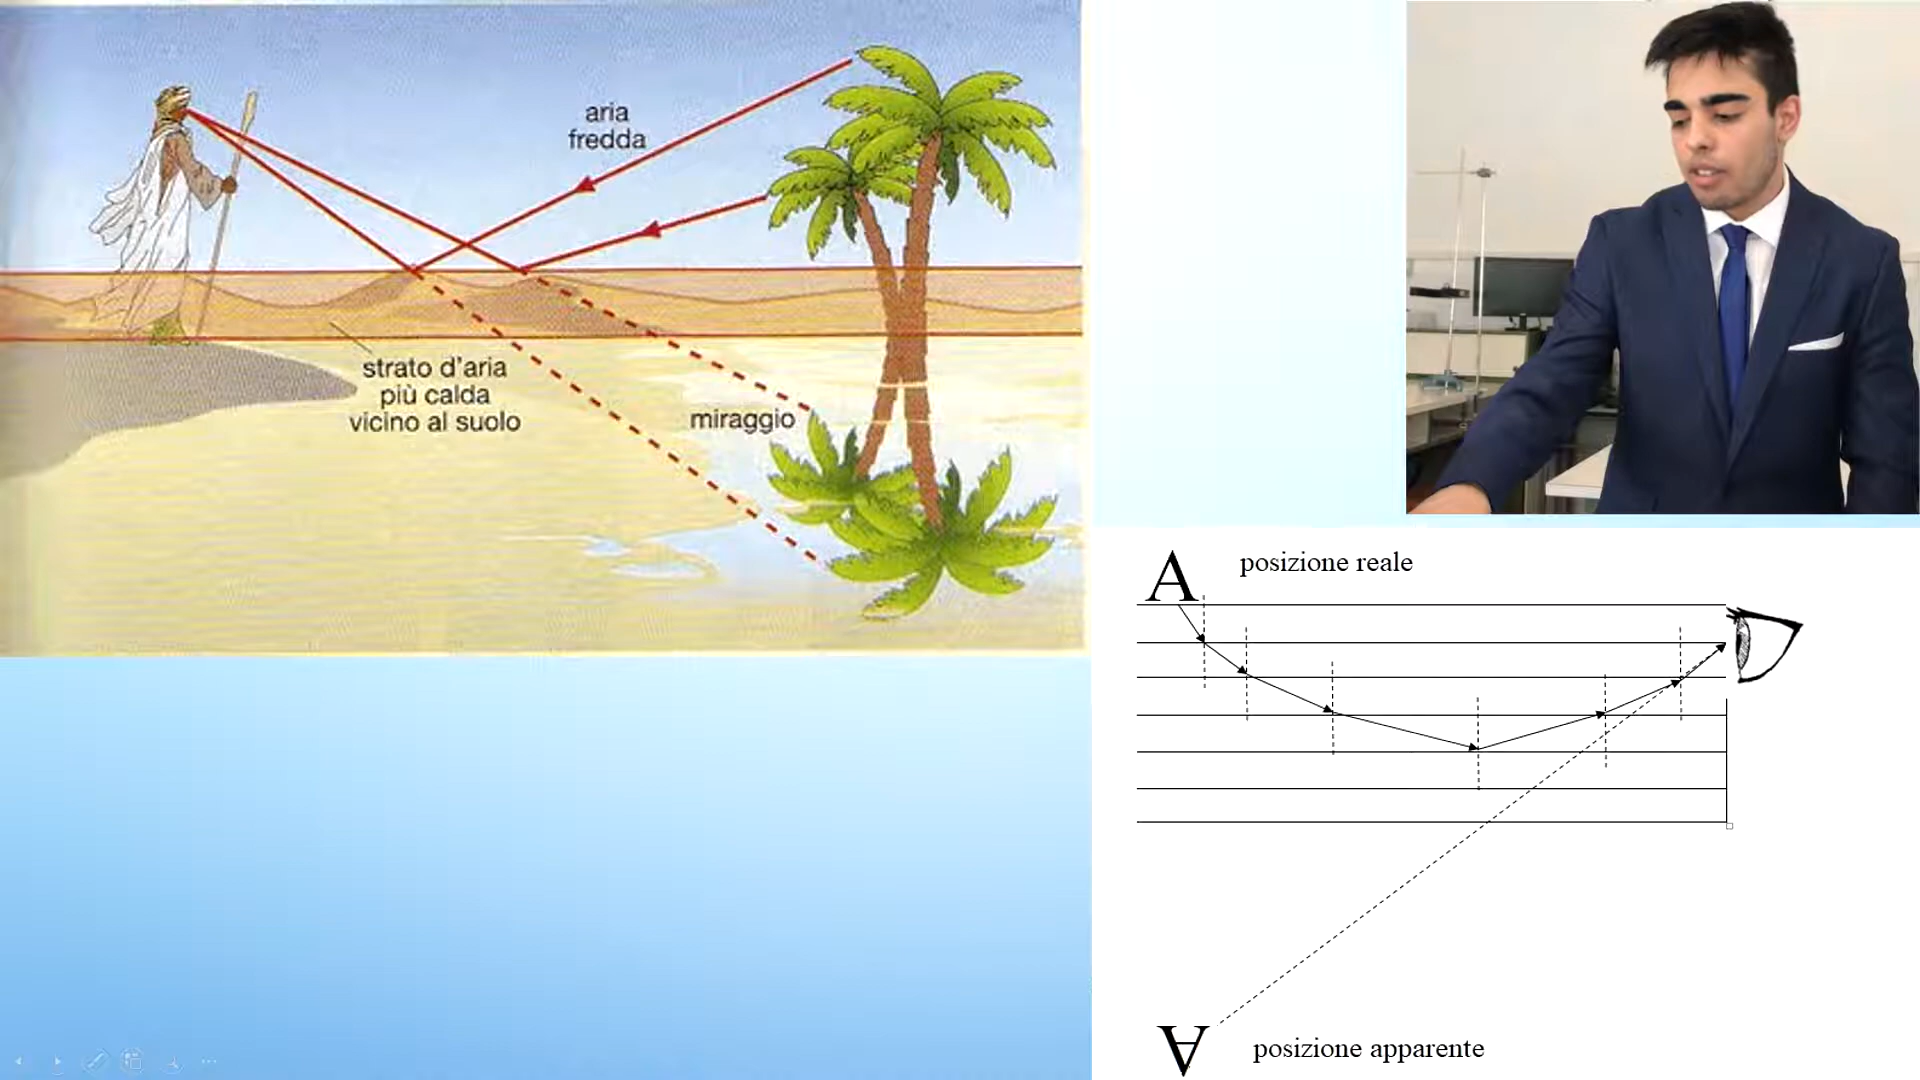 aria
fredda
strato d'aria
più calda
vicino al suolo
miraggio
A
posizione reale
∀
posizione apparente